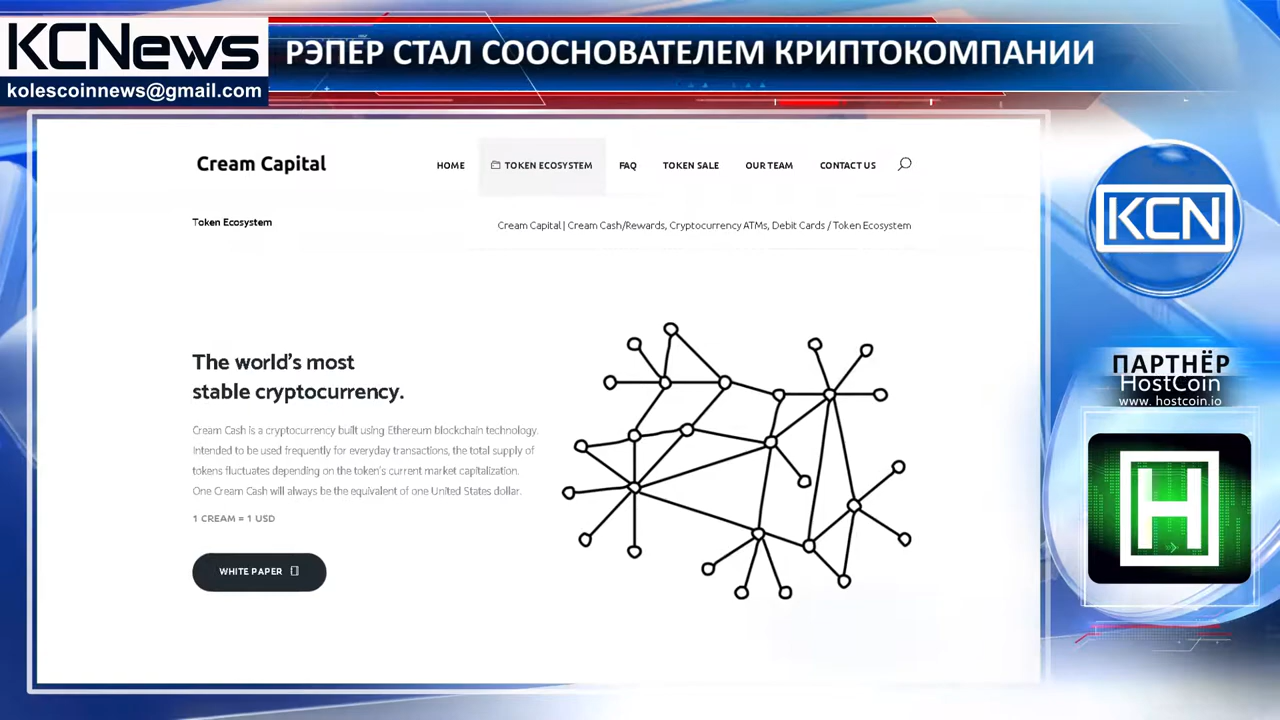 KCNews
kolescoinnews@gmail.com
РЭПЕР СТАЛ СООСНОВАТЕЛЕМ КРИПТОКОМПАНИИ
Cream Capital
HOME
TOKEN ECOSYSTEM
FAQ
TOKEN SALE
OUR TEAM
CONTACT US
Token Ecosystem
Cream Capital | Cream Cash/Rewards, Cryptocurrency ATMs, Debit Cards / Token Ecosystem
The world's most
stable cryptocurrency.
Cream Cash is a cryptocurrency built using Ethereum blockchain technology.
Intended to be used frequently for everyday transactions, the total supply of
tokens fluctuates depending on the token's current market capitalization.
One Cream Cash will always be the equivalent of one United States dollar.
1 CREAM = 1 USD
WHITE PAPER
KCN
ПАРТНЁР
HostCoin
www. hostcoin.io
H